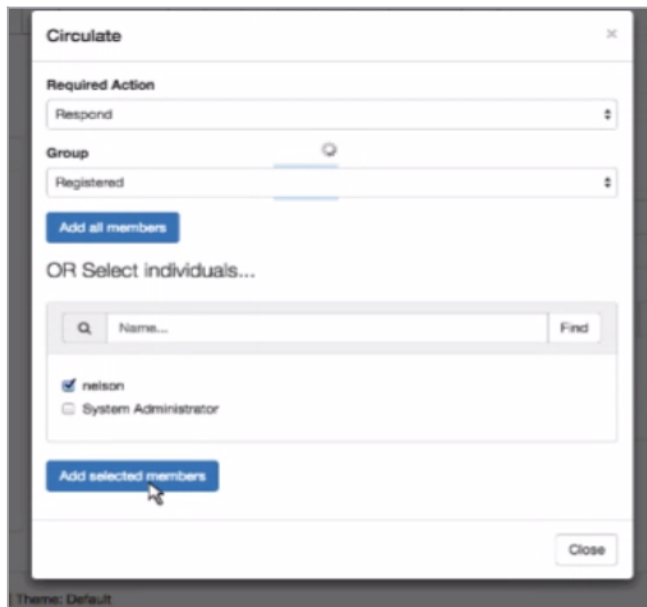 Circulate ×
Required Action
Respond
Group
Registered
Add all members
OR Select individuals...
Name... Find
nelson
System Administrator
Add selected members
Close
| Theme: Default